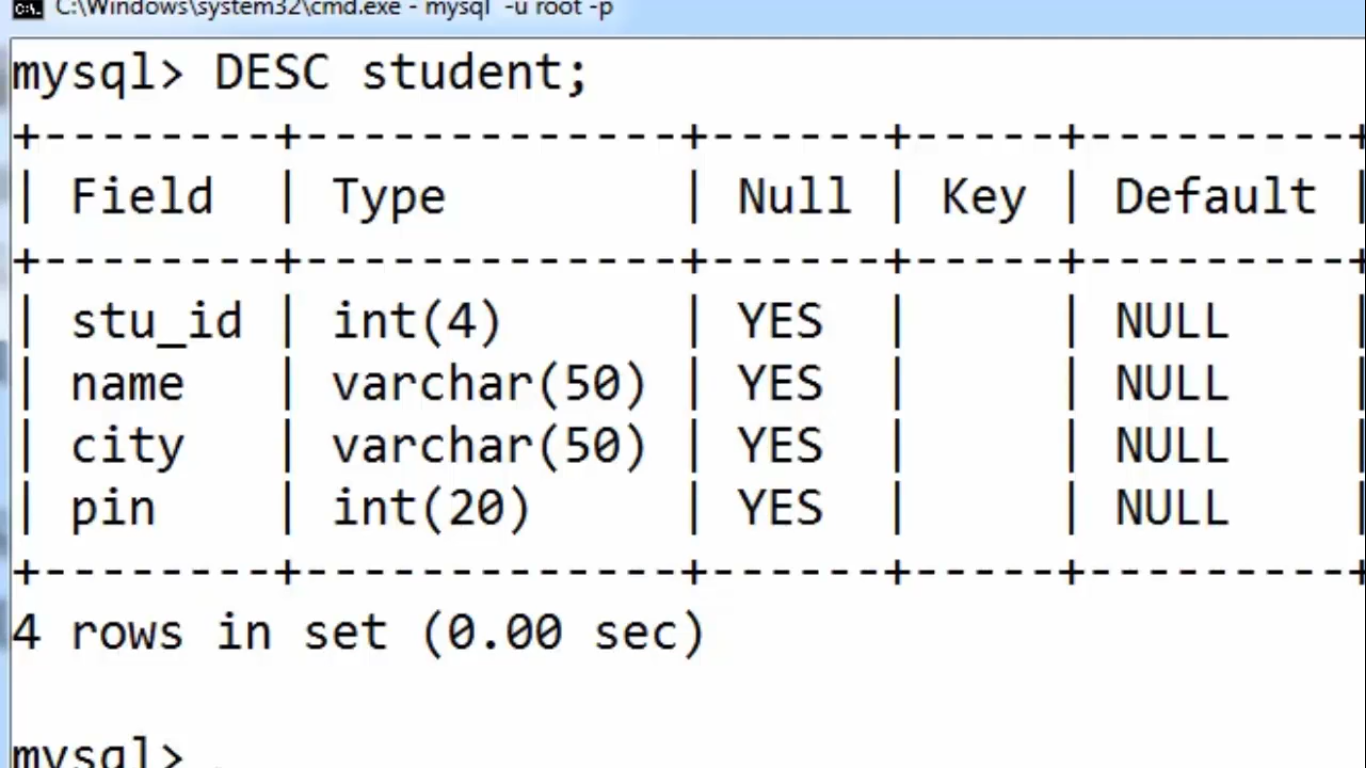 C:\Windows\system32\cmd.exe - mysql -u root -p
mysql> DESC student;
+--------+-------------+------+-----+---------+
| Field  | Type        | Null | Key | Default |
+--------+-------------+------+-----+---------+
| stu_id | int(4)      | YES  |     | NULL    |
| name   | varchar(50) | YES  |     | NULL    |
| city   | varchar(50) | YES  |     | NULL    |
| pin    | int(20)     | YES  |     | NULL    |
+--------+-------------+------+-----+---------+
4 rows in set (0.00 sec)
mysql>